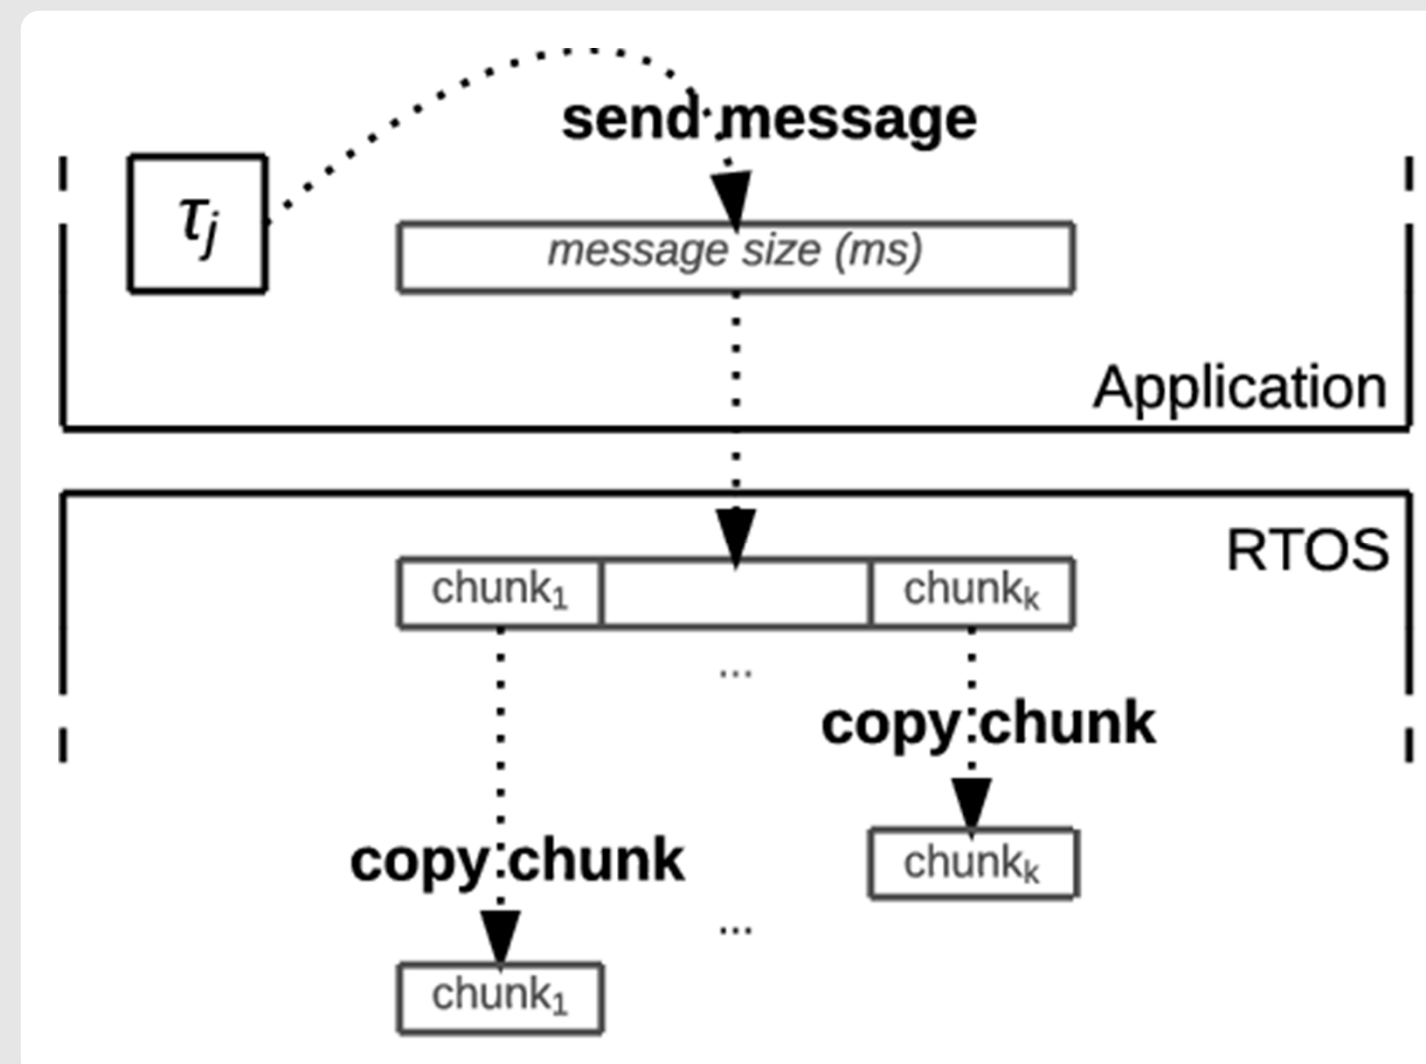 send message
τj
message size (ms)
Application
RTOS
chunk1
chunkk
...
copy chunk
copy chunk
chunkk
...
chunk1